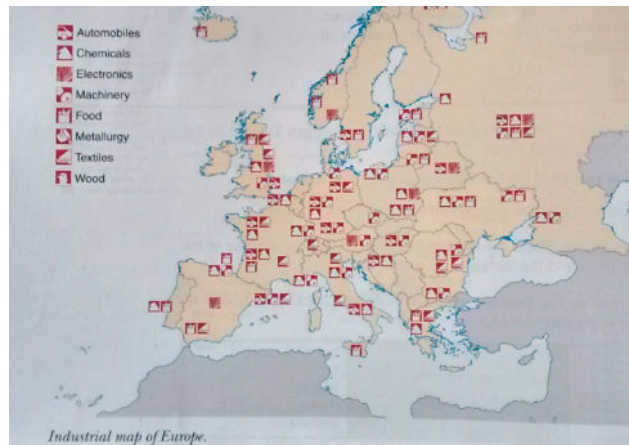 Automobiles
Chemicals
Electronics
Machinery
Food
Metallurgy
Textiles
Wood
Industrial map of Europe.